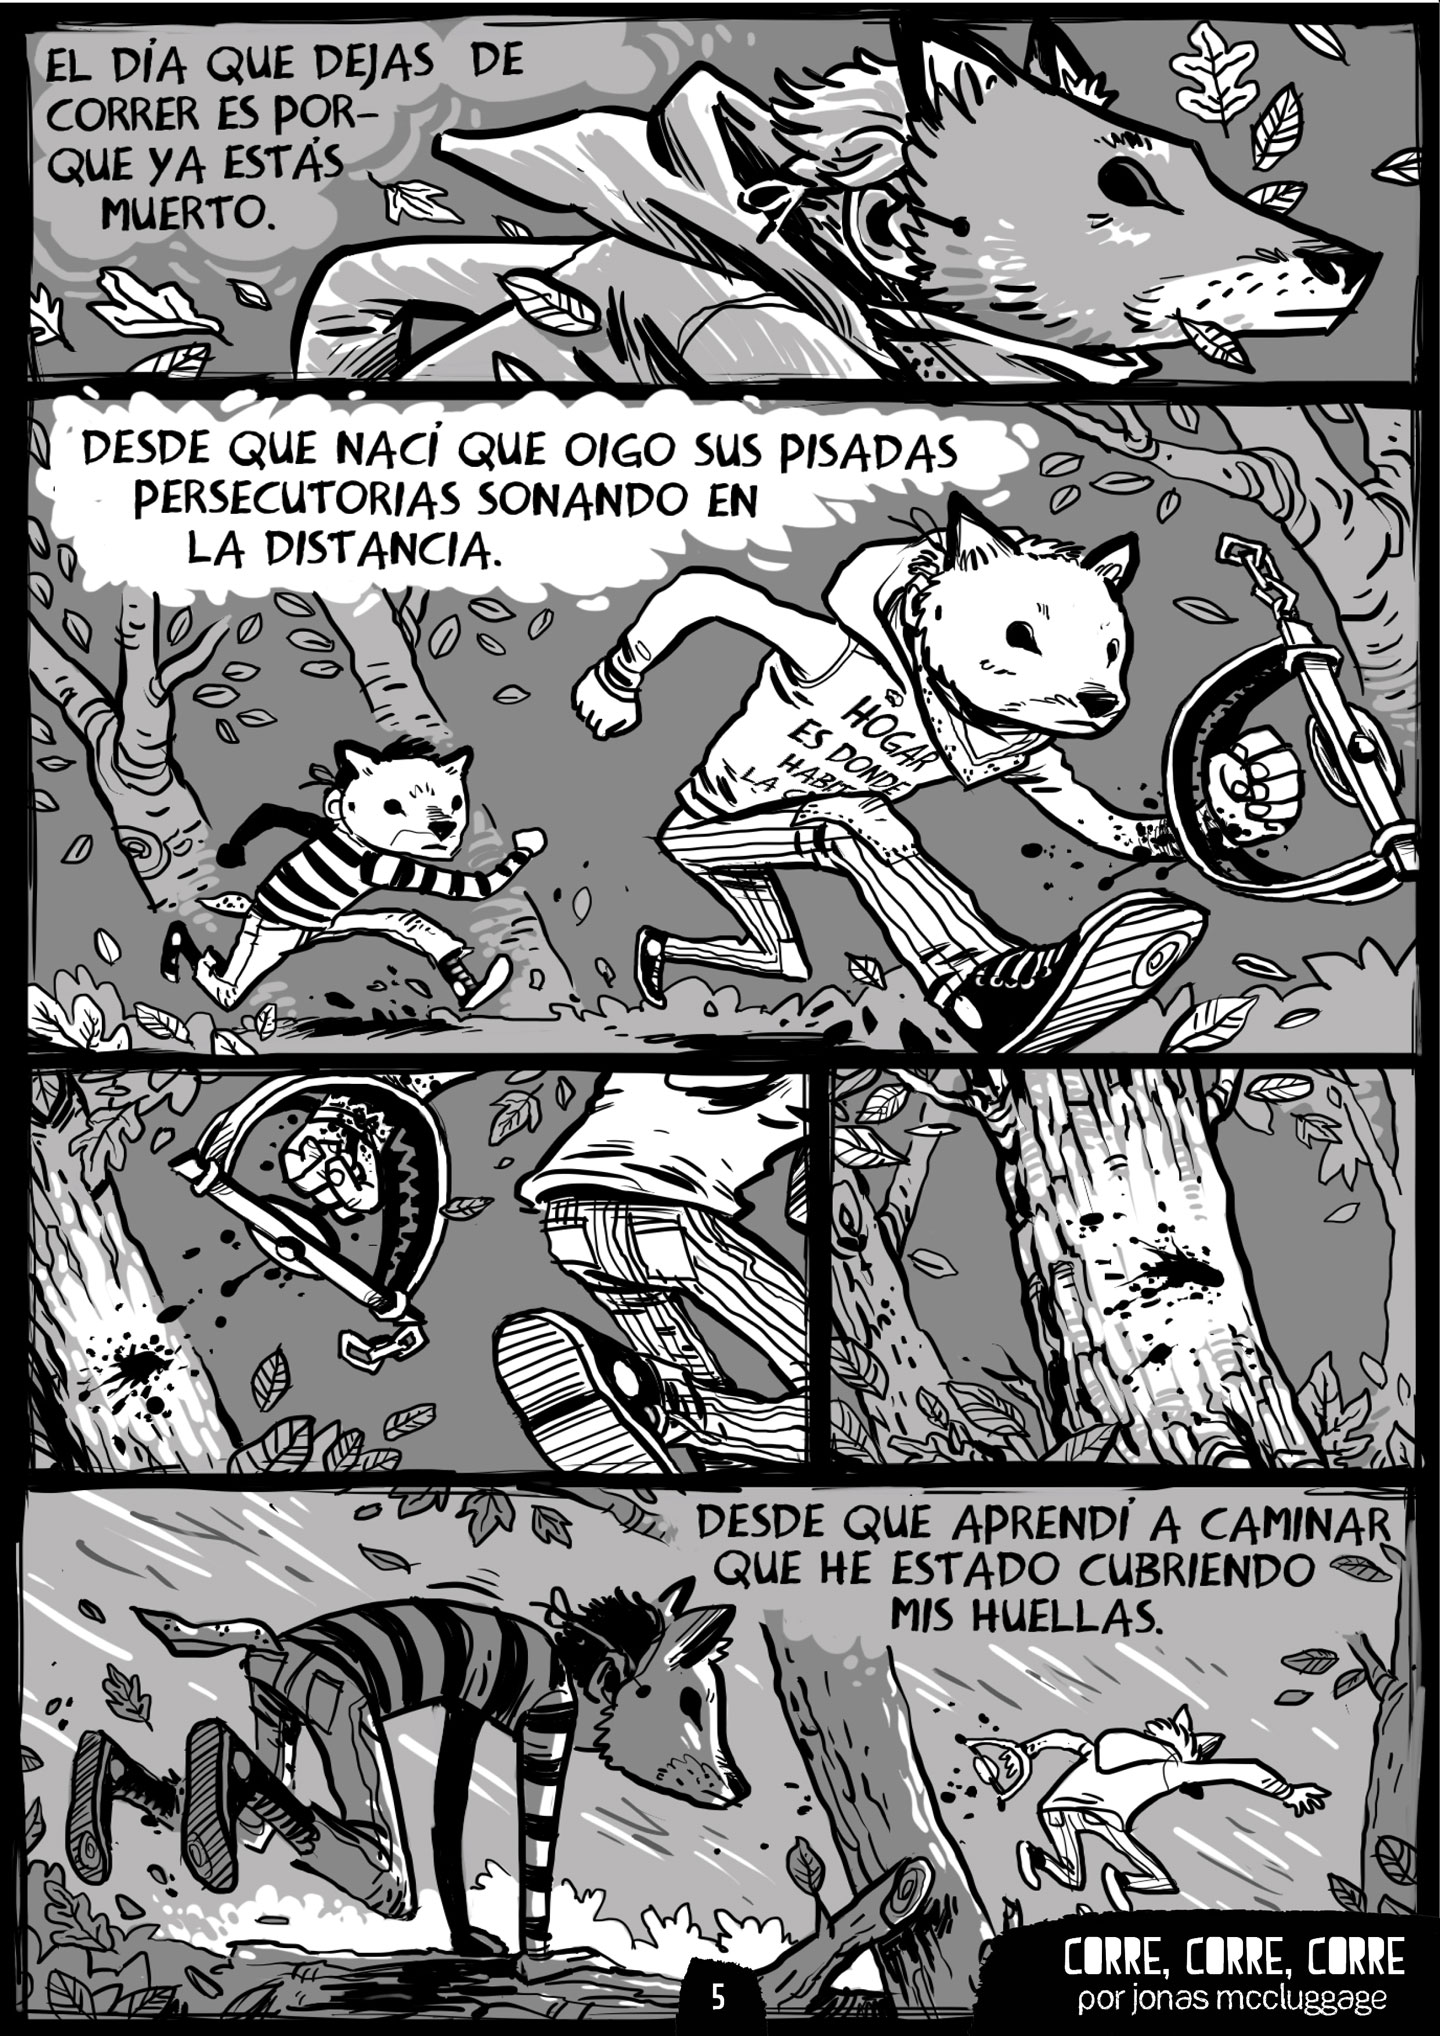 EL DÍA QUE DEJAS DE
CORRER ES POR-
QUE YA ESTÁS
MUERTO.
DESDE QUE NACÍ QUE OIGO SUS PISADAS
PERSECUTORIAS SONANDO EN
LA DISTANCIA.
HOGAR
ES DONDE
HABIT
LA
DESDE QUE APRENDÍ A CAMINAR
QUE HE ESTADO CUBRIENDO
MIS HUELLAS.
CORRE, CORRE, CORRE
por jonas mccluggage
5